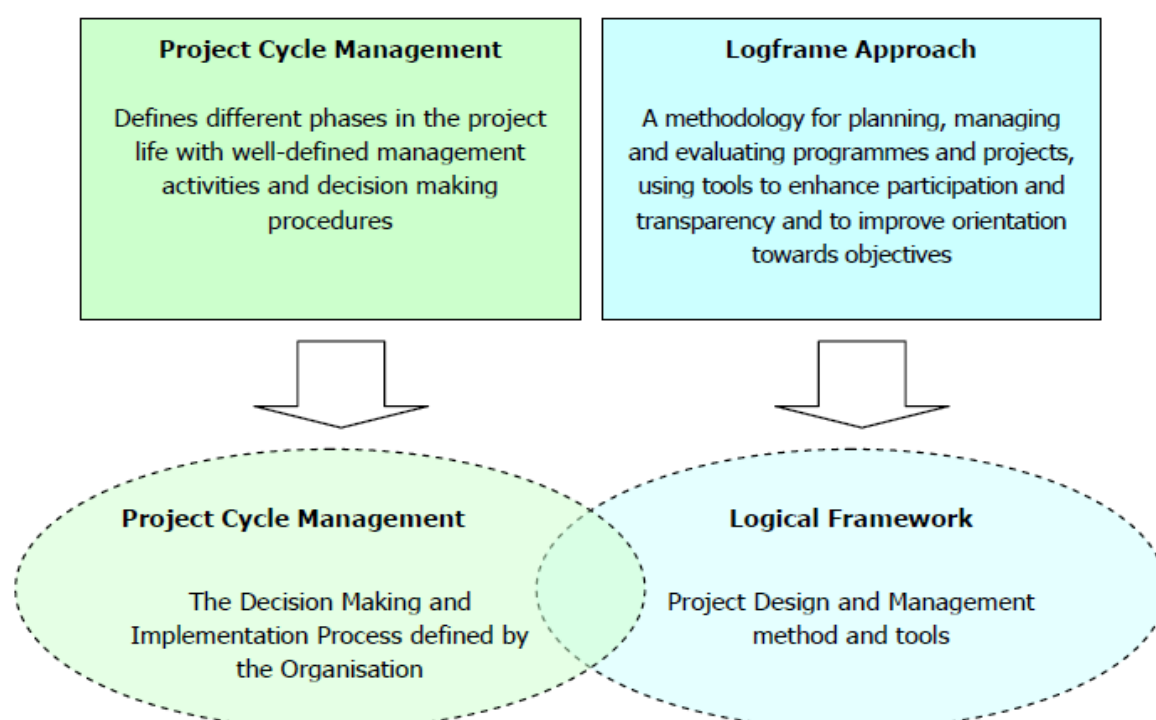 Project Cycle Management
Defines different phases in the project
life with well-defined management
activities and decision making
procedures
Logframe Approach
A methodology for planning, managing
and evaluating programmes and projects,
using tools to enhance participation and
transparency and to improve orientation
towards objectives
Project Cycle Management
The Decision Making and
Implementation Process defined by
the Organisation
Logical Framework
Project Design and Management
method and tools